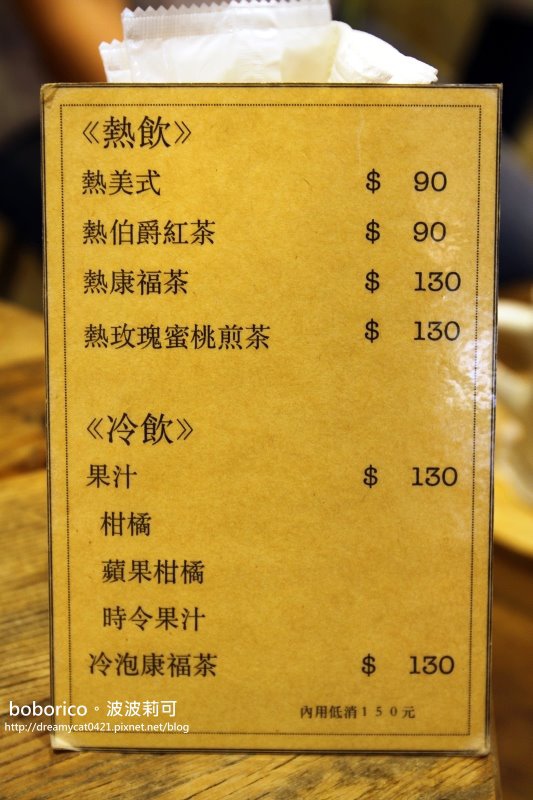 《熱飲》
熱美式 $ 90
熱伯爵紅茶 $ 90
熱康福茶 $ 130
熱玫瑰蜜桃煎茶 $ 130
《冷飲》
果汁 $ 130
柑橘
蘋果柑橘
時令果汁
冷泡康福茶 $ 130
內用低消150元
boborico。波波莉可
http://dreamycat0421.pixnet.net/blog